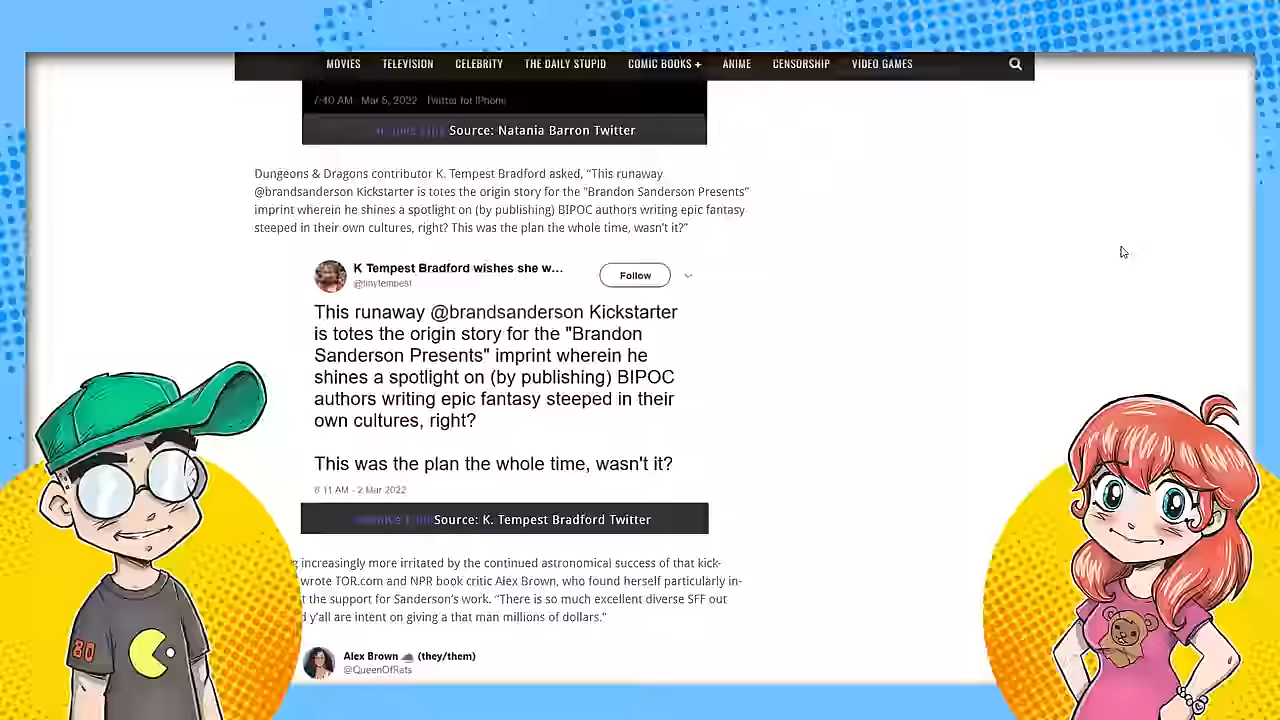 MOVIES TELEVISION CELEBRITY THE DAILY STUPID COMIC BOOKS + ANIME CENSORSHIP VIDEO GAMES
7:40 AM Mar 5, 2022 Twitter for iPhone
Source: Natania Barron Twitter
Dungeons & Dragons contributor K. Tempest Bradford asked, “This runaway
@brandsanderson Kickstarter is totes the origin story for the "Brandon Sanderson Presents”
imprint wherein he shines a spotlight on (by publishing) BIPOC authors writing epic fantasy
steeped in their own cultures, right? This was the plan the whole time, wasn't it?”
K Tempest Bradford wishes she w...
Follow
@tinytempest
This runaway @brandsanderson Kickstarter
is totes the origin story for the "Brandon
Sanderson Presents" imprint wherein he
shines a spotlight on (by publishing) BIPOC
authors writing epic fantasy steeped in their
own cultures, right?
This was the plan the whole time, wasn't it?
6:11 AM - 2 Mar 2022
Source: K. Tempest Bradford Twitter
increasingly more irritated by the continued astronomical success of that kick-
wrote TOR.com and NPR book critic Alex Brown, who found herself particularly in-
the support for Sanderson's work. “There is so much excellent diverse SFF out
y'all are intent on giving a that man millions of dollars.”
Alex Brown (they/them)
@QueenOfRats
80